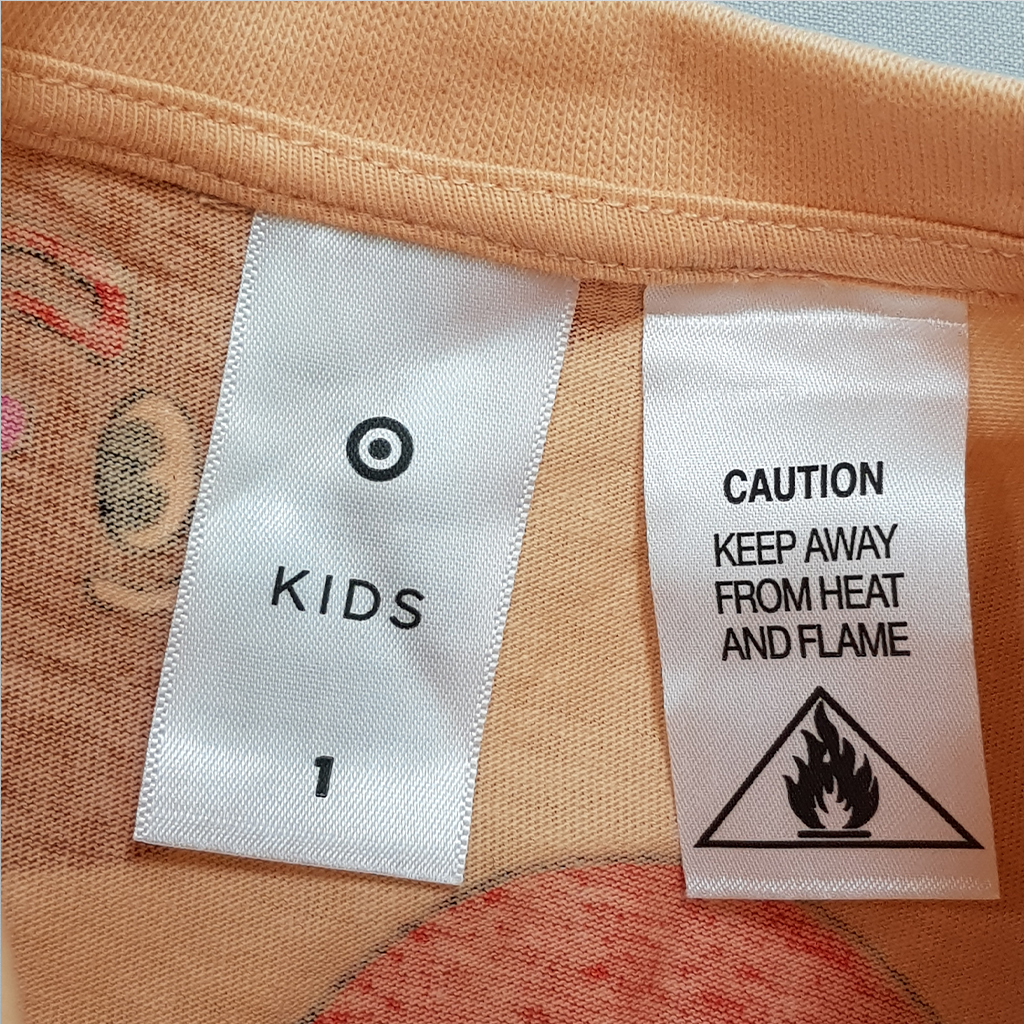 KIDS
1
CAUTION
KEEP AWAY
FROM HEAT
AND FLAME